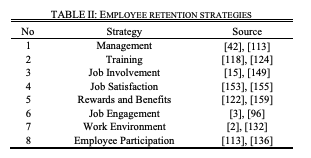 TABLE II: EMPLOYEE RETENTION STRATEGIES
No Strategy Source
1 Management [42], [113]
2 Training [118], [124]
3 Job Involvement [15], [149]
4 Job Satisfaction [153], [155]
5 Rewards and Benefits [122], [159]
6 Job Engagement [3], [96]
7 Work Environment [2], [132]
8 Employee Participation [113], [136]